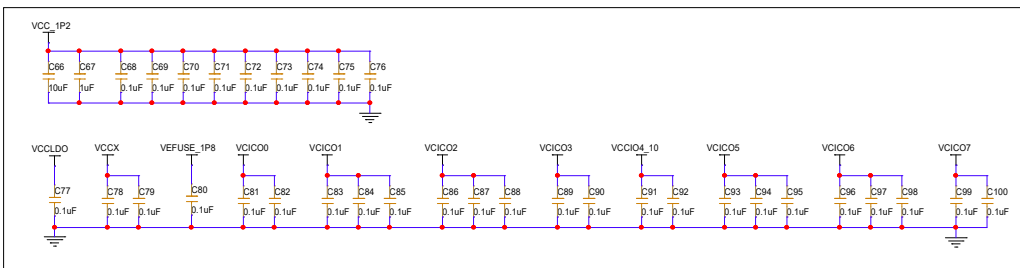 VCC_1P2
C66 C67 C68 C69 C70 C71 C72 C73 C74 C75 C76
10uF 1uF 0.1uF 0.1uF 0.1uF 0.1uF 0.1uF 0.1uF 0.1uF 0.1uF 0.1uF
VCCLDO VCCX VEFUSE_1P8 VCICO0 VCICO1 VCICO2 VCICO3 VCCIO4_10 VCICO5 VCICO6 VCICO7
C77 C78 C79 C80 C81 C82 C83 C84 C85 C86 C87 C88 C89 C90 C91 C92 C93 C94 C95 C96 C97 C98 C99 C100
0.1uF 0.1uF 0.1uF 0.1uF 0.1uF 0.1uF 0.1uF 0.1uF 0.1uF 0.1uF 0.1uF 0.1uF 0.1uF 0.1uF 0.1uF 0.1uF 0.1uF 0.1uF 0.1uF 0.1uF 0.1uF 0.1uF 0.1uF 0.1uF